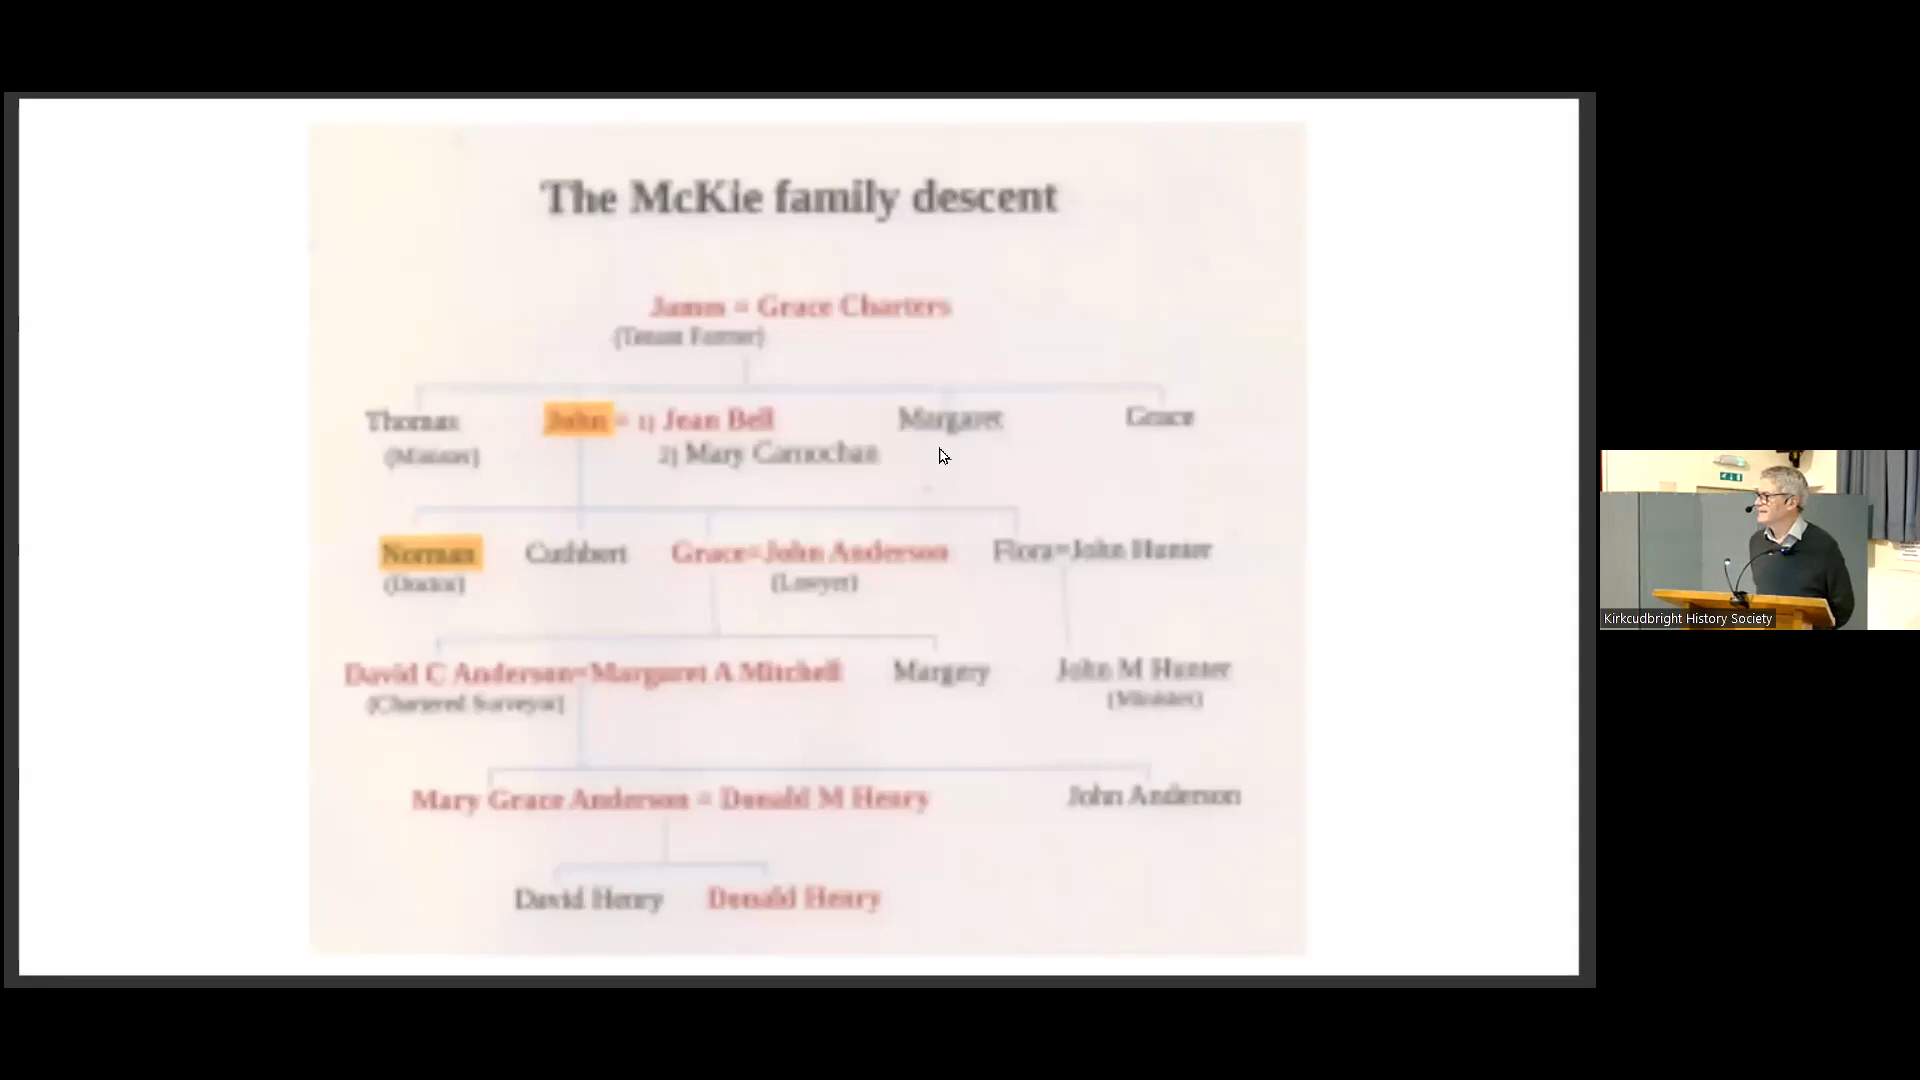 The McKie family descent
James = Grace Charters
(Tenant Farmer)
Thomas John = 1) Jean Bell Margaret Grace
(Minister) 2) Mary Carnochan
Norman Cuthbert Grace=John Anderson Flora=John Hunter
(Doctor) (Lawyer)
David C Anderson=Margaret A Mitchell Margery John M Hunter
(Chartered Surveyor) (Minister)
Mary Grace Anderson = Donald M Henry John Anderson
David Henry Donald Henry
Kirkcudbright History Society